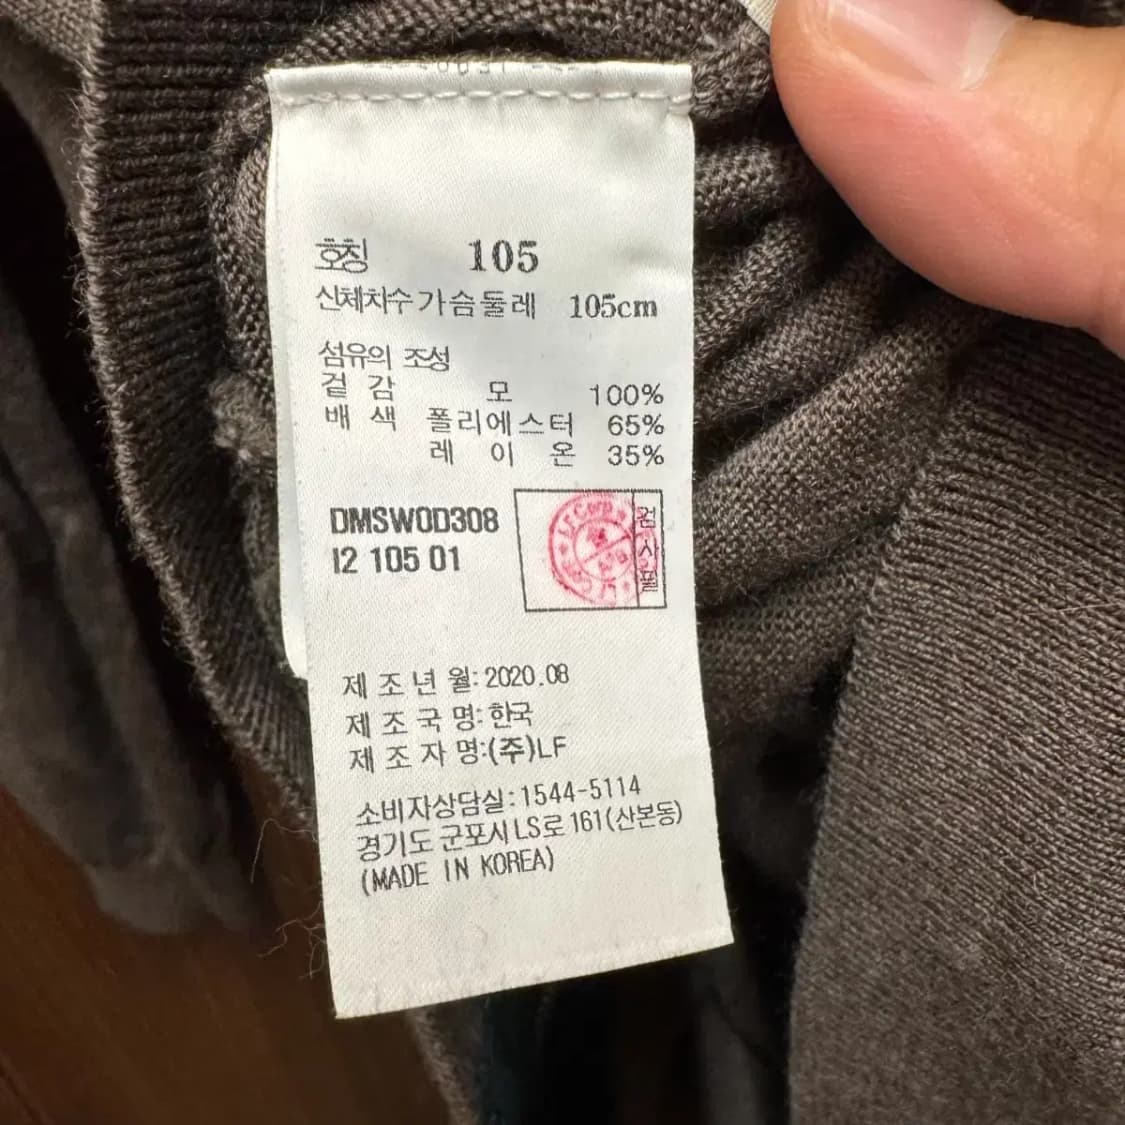 호칭 105
신체치수 가슴둘레 105cm
섬유의 조성
겉감 모 100%
배색 폴리에스터 65%
레이온 35%
DMSW0D308
I2 105 01
검사필
제조년월: 2020.08
제조국명: 한국
제조자명: (주)LF
소비자상담실: 1544-5114
경기도 군포시 LS로 161(산본동)
(MADE IN KOREA)